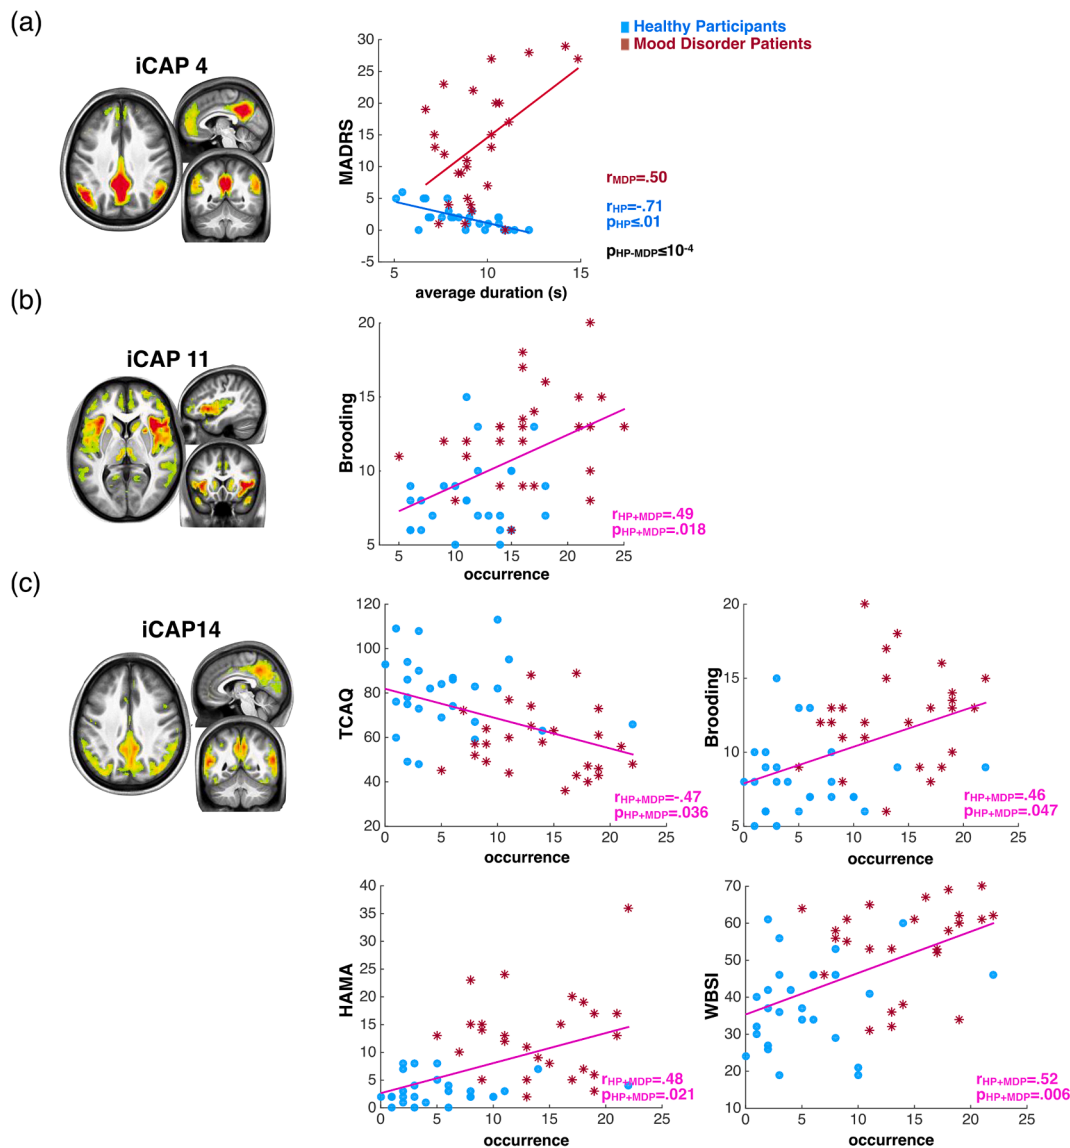 (a)
iCAP 4
Healthy Participants
Mood Disorder Patients
MADRS
30
25
20
15
10
5
0
-5
5
10
15
average duration (s)
rMDP=.50
rHP=-.71
pHP≤.01
pHP-MDP≤10-4
(b)
iCAP 11
Brooding
20
15
10
5
5
10
15
20
25
occurrence
rHP+MDP=.49
pHP+MDP=.018
(c)
iCAP14
TCAQ
120
100
80
60
40
20
0
5
10
15
20
25
occurrence
rHP+MDP=-.47
pHP+MDP=.036
Brooding
20
15
10
5
0
5
10
15
20
25
occurrence
rHP+MDP=.46
pHP+MDP=.047
HAMA
40
35
30
25
20
15
10
5
0
0
5
10
15
20
25
occurrence
rHP+MDP=.48
pHP+MDP=.021
WBSI
70
60
50
40
30
20
10
0
5
10
15
20
25
occurrence
rHP+MDP=.52
pHP+MDP=.006